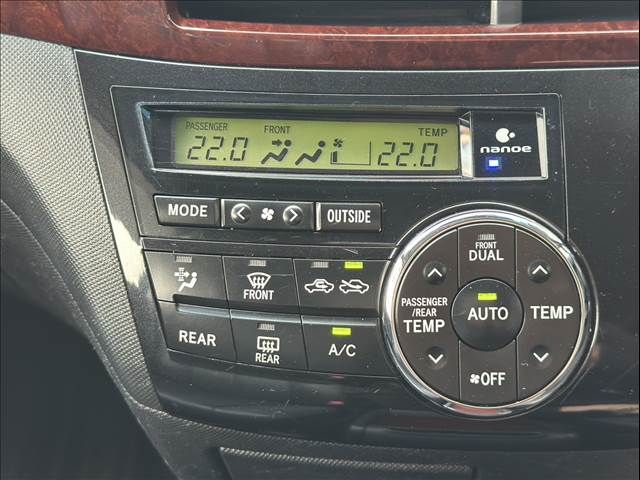 PASSENGER FRONT TEMP
22.0 22.0
nanoe
MODE OUTSIDE
FRONT
DUAL
PASSENGER
/REAR
TEMP
AUTO
TEMP
OFF
FRONT
REAR
REAR
A/C